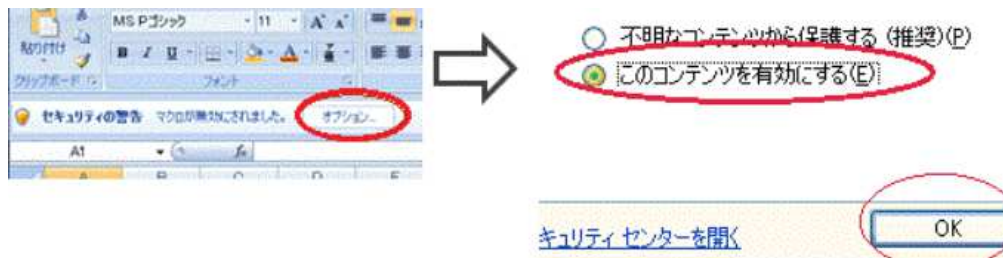 MS Pゴシック 11 A A
貼り付け
B I U A
クリップボード フォント
セキュリティの警告 マクロが無効にされました。 オプション...
A1 fx
A B C D E
不明なコンテンツから保護する (推奨)(P)
このコンテンツを有効にする(E)
キュリティ センターを開く
OK